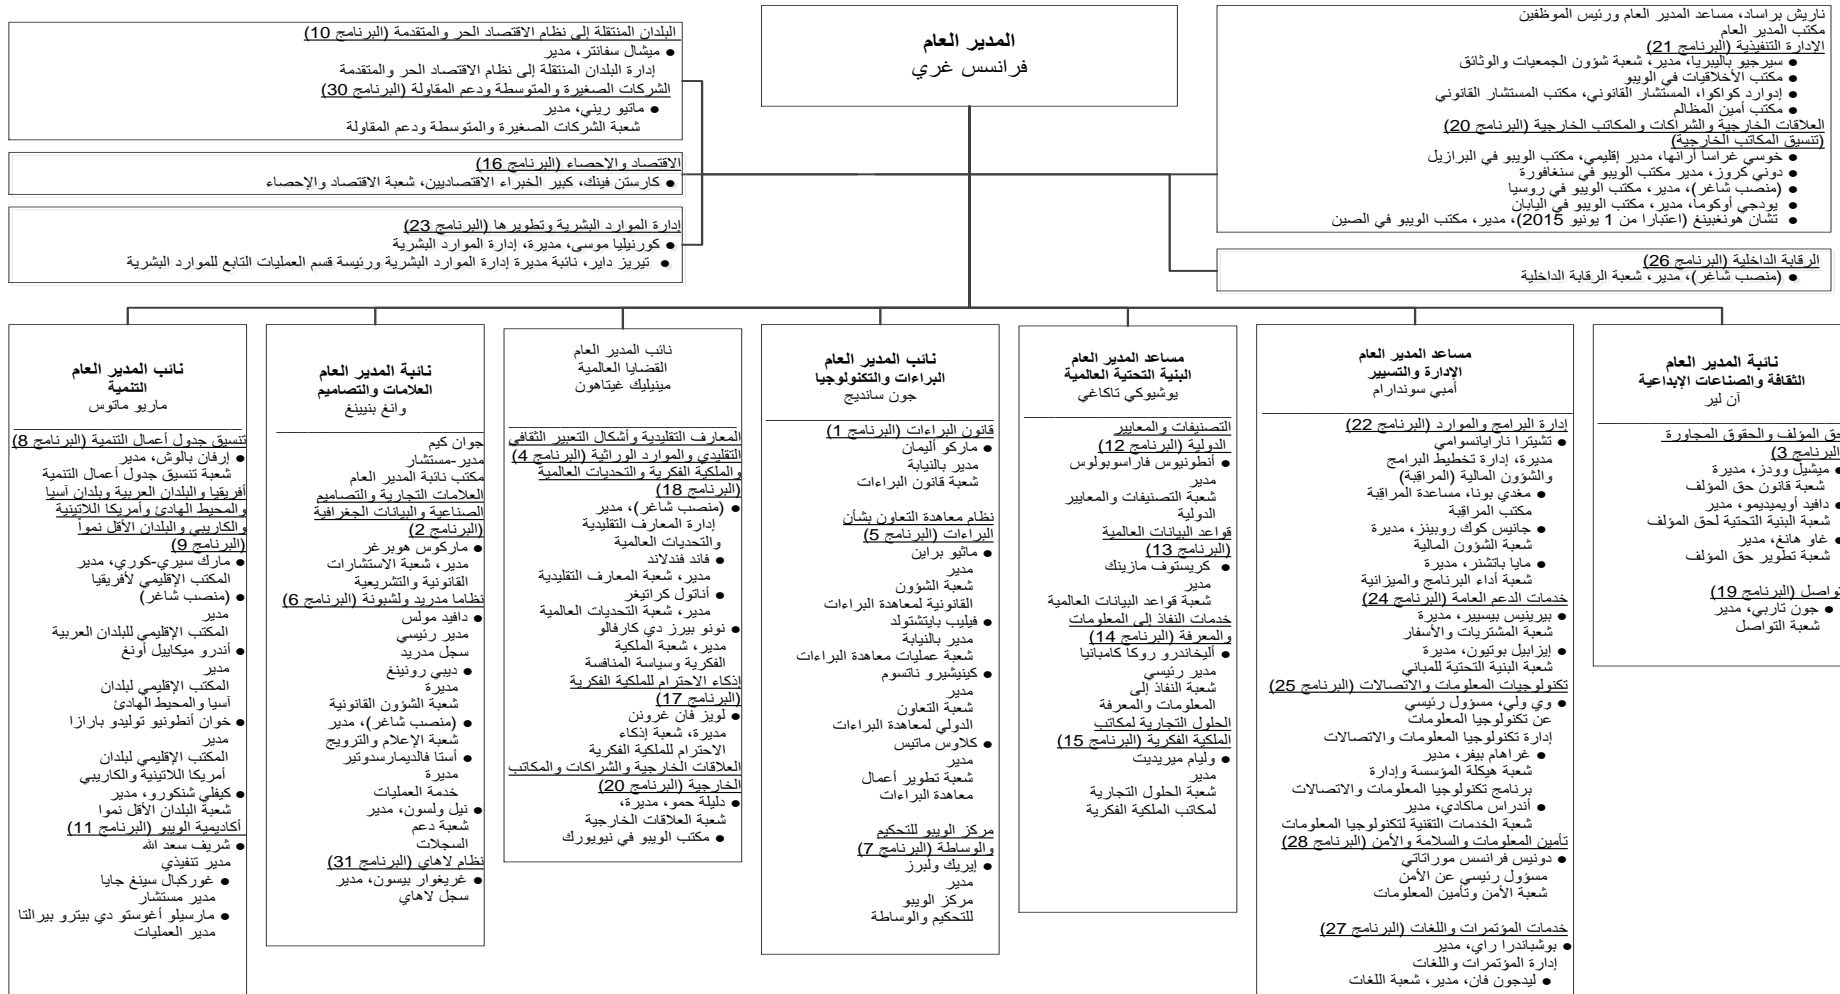 المدير العام
فرانسس غري
ناريش براساد، مساعد المدير العام ورئيس الموظفين
مكتب المدير العام
الإدارة التنفيذية (البرنامج 21)
● سيرجيو باليبريا، مدير، شعبة شؤون الجمعيات والوثائق
● مكتب الأخلاقيات في الويبو
● إدوارد كواكوا، المستشار القانوني، مكتب المستشار القانوني
● مكتب أمين المظالم
العلاقات الخارجية والشراكات والمكاتب الخارجية (البرنامج 20)
(تنسيق المكاتب الخارجية)
● خوسي غراسا أرانها، مدير إقليمي، مكتب الويبو في البرازيل
● دوني كروز، مدير مكتب الويبو في سنغافورة
● (منصب شاغر)، مدير، مكتب الويبو في روسيا
● يودجي أوكوما، مدير، مكتب الويبو في اليابان
● تشان هونغبينغ (اعتبارا من 1 يونيو 2015)، مدير، مكتب الويبو في الصين
الرقابة الداخلية (البرنامج 26)
● (منصب شاغر)، مدير، شعبة الرقابة الداخلية
البلدان المنتقلة إلى نظام الاقتصاد الحر والمتقدمة (البرنامج 10)
● ميشال سفانتر، مدير
إدارة البلدان المنتقلة إلى نظام الاقتصاد الحر والمتقدمة
الشركات الصغيرة والمتوسطة ودعم المقاولة (البرنامج 30)
● ماتيو ريني، مدير
شعبة الشركات الصغيرة والمتوسطة ودعم المقاولة
الاقتصاد والإحصاء (البرنامج 16)
● كارستن فينك، كبير الخبراء الاقتصاديين، شعبة الاقتصاد والإحصاء
إدارة الموارد البشرية وتطويرها (البرنامج 23)
● كورنيليا موسى، مديرة، إدارة الموارد البشرية
● تيريز داير، نائبة مديرة إدارة الموارد البشرية ورئيسة قسم العمليات التابع للموارد البشرية
نائبة المدير العام
الثقافة والصناعات الإبداعية
آن لير
حق المؤلف والحقوق المجاورة
(البرنامج 3)
● ميشيل وودز، مديرة
شعبة قانون حق المؤلف
● دافيد أويميديمو، مدير
شعبة البنية التحتية لحق المؤلف
● غاو هانغ، مدير
شعبة تطوير حق المؤلف
تواصل (البرنامج 19)
● جون تاربي، مدير
شعبة التواصل
مساعد المدير العام
الإدارة والتسيير
أمبي سوندارام
إدارة البرامج والموارد (البرنامج 22)
● تشيترا نارايانسوامي
مديرة، إدارة تخطيط البرامج
والشؤون المالية (المراقبة)
● مغدي بونا، مساعدة المراقبة
مكتب المراقبة
● جانيس كوك روبينز، مديرة
شعبة الشؤون المالية
● مايا باتشنر، مديرة
شعبة أداء البرنامج والميزانية
خدمات الدعم العامة (البرنامج 24)
● بيرينيس بيسيير، مديرة
شعبة المشتريات والأسفار
● إيزابيل بوتيون، مديرة
شعبة البنية التحتية للمباني
تكنولوجيات المعلومات والاتصالات (البرنامج 25)
● وي ولي، مسؤول رئيسي
عن تكنولوجيا المعلومات
إدارة تكنولوجيا المعلومات والاتصالات
● غراهام بيفر، مدير
شعبة هيكلة المؤسسة وإدارة
برنامج تكنولوجيا المعلومات والاتصالات
● أندراس ماكادي، مدير
شعبة الخدمات التقنية لتكنولوجيا المعلومات
تأمين المعلومات والسلامة والأمن (البرنامج 28)
● دونيس فرانسس موراتاتي
مسؤول رئيسي عن الأمن
شعبة الأمن وتأمين المعلومات
خدمات المؤتمرات واللغات (البرنامج 27)
● بوشباندرا راي، مدير
إدارة المؤتمرات واللغات
● ليدجون فان، مدير، شعبة اللغات
مساعد المدير العام
البنية التحتية العالمية
يوشيوكي تاكاغي
التصنيفات والمعايير
الدولية (البرنامج 12)
● أنطونيوس فاراسوبولوس
مدير
شعبة التصنيفات والمعايير
الدولية
قواعد البيانات العالمية
(البرنامج 13)
● كريستوف مازينك
مدير
شعبة قواعد البيانات العالمية
خدمات النفاذ إلى المعلومات
والمعرفة (البرنامج 14)
● أليخاندرو روكا كامبانيا
مدير رئيسي
شعبة النفاذ إلى
المعلومات والمعرفة
الحلول التجارية لمكاتب
الملكية الفكرية (البرنامج 15)
● وليام ميريديت
مدير
شعبة الحلول التجارية
لمكاتب الملكية الفكرية
نائب المدير العام
البراءات والتكنولوجيا
جون سانديج
قانون البراءات (البرنامج 1)
● ماركو أليمان
مدير بالنيابة
شعبة قانون البراءات
نظام معاهدة التعاون بشأن
البراءات (البرنامج 5)
● ماثيو براين
مدير
شعبة الشؤون
القانونية لمعاهدة البراءات
● فيليب بايتشتولد
مدير بالنيابة
شعبة عمليات معاهدة البراءات
● كينيشيرو ناتسوم
مدير
شعبة التعاون
الدولي لمعاهدة البراءات
● كلاوس ماتيس
مدير
شعبة تطوير أعمال
معاهدة البراءات
مركز الويبو للتحكيم
والوساطة (البرنامج 7)
● إيريك ولبرز
مدير
مركز الويبو
للتحكيم والوساطة
نائب المدير العام
القضايا العالمية
مينيليك غيتاهون
المعارف التقليدية وأشكال التعبير الثقافي
التقليدي والموارد الوراثية (البرنامج 4)
والملكية الفكرية والتحديات العالمية
(البرنامج 18)
● (منصب شاغر)، مدير
إدارة المعارف التقليدية
والتحديات العالمية
● فاند فندلاند
مدير، شعبة المعارف التقليدية
● أناتول كراتيغر
مدير، شعبة التحديات العالمية
● نونو بيرز دي كارفالو
مدير، شعبة الملكية
الفكرية وسياسة المنافسة
إذكاء الاحترام للملكية الفكرية
(البرنامج 17)
● لويز فان غرونن
مديرة، شعبة إذكاء
الاحترام للملكية الفكرية
العلاقات الخارجية والشراكات والمكاتب
الخارجية (البرنامج 20)
● دليلة حمو، مديرة،
شعبة العلاقات الخارجية
● مكتب الويبو في نيويورك
نائبة المدير العام
العلامات والتصاميم
وانغ بنيينغ
جوان كيم
مدير-مستشار
مكتب نائبة المدير العام
العلامات التجارية والتصاميم
الصناعية والبيانات الجغرافية
(البرنامج 2)
● ماركوس هوبرغر
مدير، شعبة الاستشارات
القانونية والتشريعية
نظاما مدريد ولشبونة (البرنامج 6)
● دافيد مولس
مدير رئيسي
سجل مدريد
● ديبي رونينغ
مديرة
شعبة الشؤون القانونية
● (منصب شاغر)، مدير
شعبة الإعلام والترويج
● أستا فالديمارسدوتير
مديرة
خدمة العمليات
● نيل ولسون، مدير
شعبة دعم
السجلات
نظام لاهاي (البرنامج 31)
● غريغوار بيسون، مدير
سجل لاهاي
نائب المدير العام
التنمية
ماريو ماتوس
تنسيق جدول أعمال التنمية (البرنامج 8)
● إرفان بالوش، مدير
شعبة تنسيق جدول أعمال التنمية
أفريقيا والبلدان العربية وبلدان آسيا
والمحيط الهادئ وأمريكا اللاتينية
والكاريبي والبلدان الأقل نمواً
(البرنامج 9)
● مارك سيري-كوري، مدير
المكتب الإقليمي لأفريقيا
● (منصب شاغر)
مدير
المكتب الإقليمي للبلدان العربية
● أندرو ميكاييل أونغ
مدير
المكتب الإقليمي لبلدان
آسيا والمحيط الهادئ
● خوان أنطونيو توليدو بارازا
مدير
المكتب الإقليمي لبلدان
أمريكا اللاتينية والكاريبي
● كيفلي شنكورو، مدير
شعبة البلدان الأقل نموا
أكاديمية الويبو (البرنامج 11)
● شريف سعد الله
مدير تنفيذي
● غوركبال سينغ جايا
مدير مستشار
● مارسيلو أغوستو دي بيترو بيرالتا
مدير العمليات